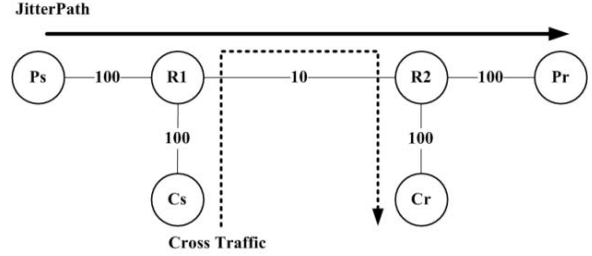 JitterPath
Ps 100 R1 10 R2 100 Pr
100 100
Cs Cr
Cross Traffic